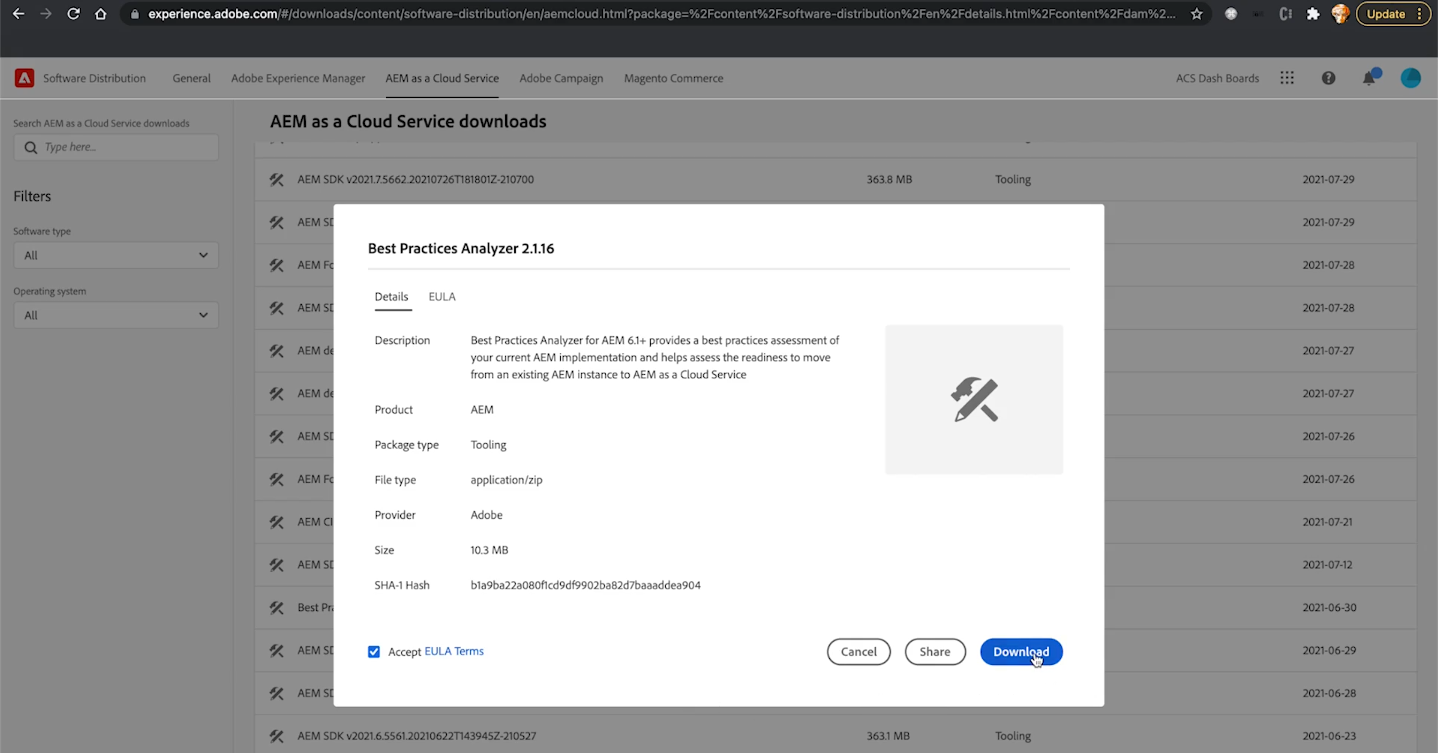 experience.adobe.com/#/downloads/content/software-distribution/en/aemcloud.html?package=%2Fcontent%2Fsoftware-distribution%2Fen%2Fdetails.html%2Fcontent%2Fdam%2...
Update
Software Distribution
General
Adobe Experience Manager
AEM as a Cloud Service
Adobe Campaign
Magento Commerce
ACS Dash Boards
Search AEM as a Cloud Service downloads
Type here...
Filters
Software type
All
Operating system
All
AEM as a Cloud Service downloads
AEM SDK v2021.7.5662.20210726T181801Z-210700 363.8 MB Tooling 2021-07-29
AEM SD 2021-07-29
AEM Fo 2021-07-28
AEM SD 2021-07-28
AEM de 2021-07-27
AEM de 2021-07-27
AEM SD 2021-07-26
AEM Fo 2021-07-26
AEM Cl 2021-07-21
AEM SD 2021-07-12
Best Pra 2021-06-30
AEM SD 2021-06-29
AEM SD 2021-06-28
AEM SDK v2021.6.5561.20210622T143945Z-210527 363.1 MB Tooling 2021-06-23
Best Practices Analyzer 2.1.16
Details EULA
Description
Best Practices Analyzer for AEM 6.1+ provides a best practices assessment of
your current AEM implementation and helps assess the readiness to move
from an existing AEM instance to AEM as a Cloud Service
Product AEM
Package type Tooling
File type application/zip
Provider Adobe
Size 10.3 MB
SHA-1 Hash b1a9ba22a080f1cd9df9902ba82d7baaaddea904
Accept EULA Terms
Cancel
Share
Download